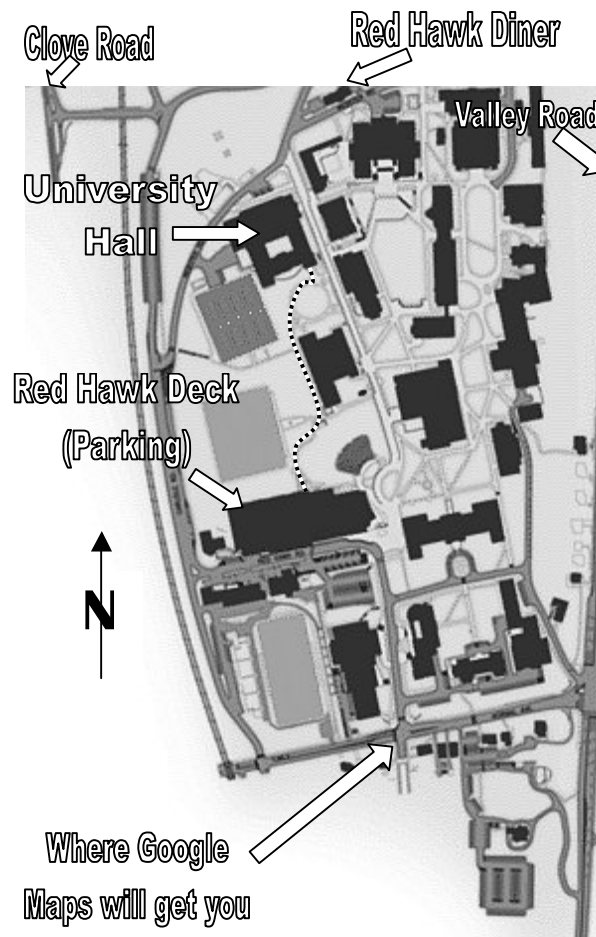 Clove Road
Red Hawk Diner
Valley Road
University
Hall
Red Hawk Deck
(Parking)
N
Where Google
Maps will get you